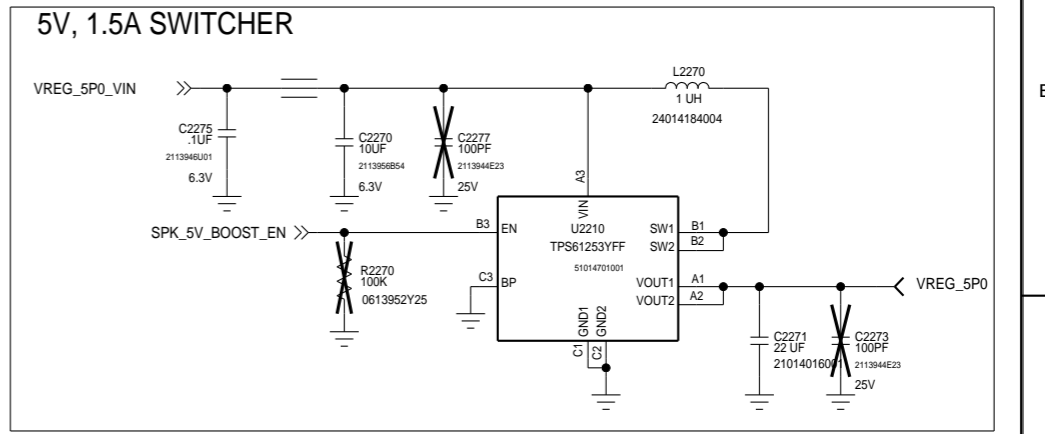 5V, 1.5A SWITCHER
L2270
1 UH
24014184004
VREG_5P0_VIN
C2275
.1UF
2113946U01
6.3V
C2270
10UF
2113956B54
6.3V
C2277
100PF
2113944E23
25V
A3
VIN
SPK_5V_BOOST_EN
B3
EN
U2210
TPS61253YFF
51014701001
SW1
B1
SW2
B2
R2270
100K
0613952Y25
C3
BP
VOUT1
A1
VOUT2
A2
VREG_5P0
GND1
GND2
C1
C2
C2271
22 UF
21014016001
C2273
100PF
2113944E23
25V